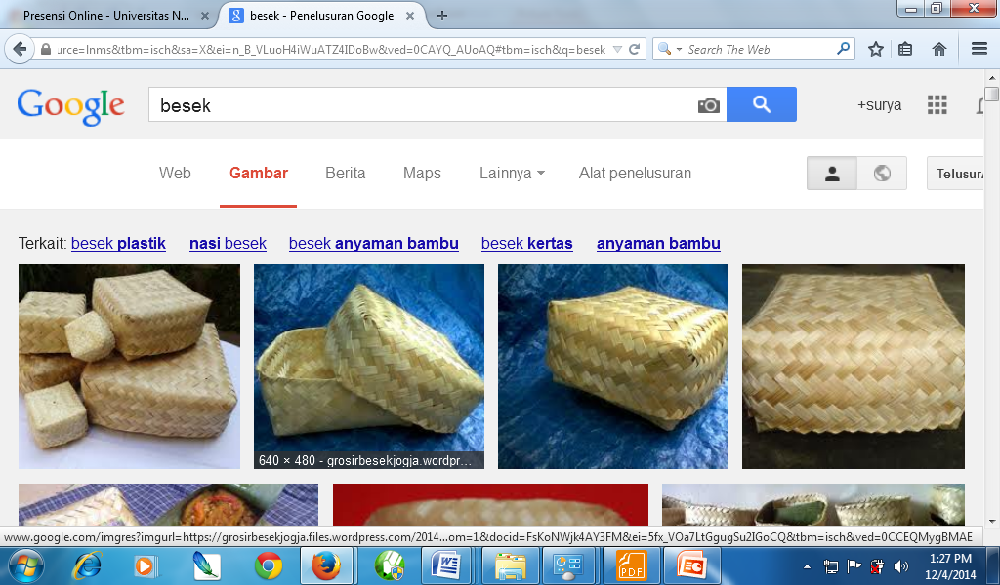 Presensi Online - Universitas N...
besek - Penelusuran Google
urce=lnms&tbm=isch&sa=X&ei=n_B_VLuoH4iWuATZ4IDoBw&ved=0CAYQ_AUoAQ#tbm=isch&q=besek
Search The Web
Google
besek
+surya
Web
Gambar
Berita
Maps
Lainnya
Alat penelusuran
Telusur
Terkait: besek plastik nasi besek besek anyaman bambu besek kertas anyaman bambu
640 × 480 - grosirbesekjogja.wordpr...
www.google.com/imgres?imgurl=https://grosirbesekjogja.files.wordpress.com/2014...om=1&docid=FsKoNWjk4AY3FM&ei=5fx_VOa7LtGgugSu2IGoCQ&tbm=isch&ved=0CCEQMygBMAE
PDF
1:27 PM
12/4/2014